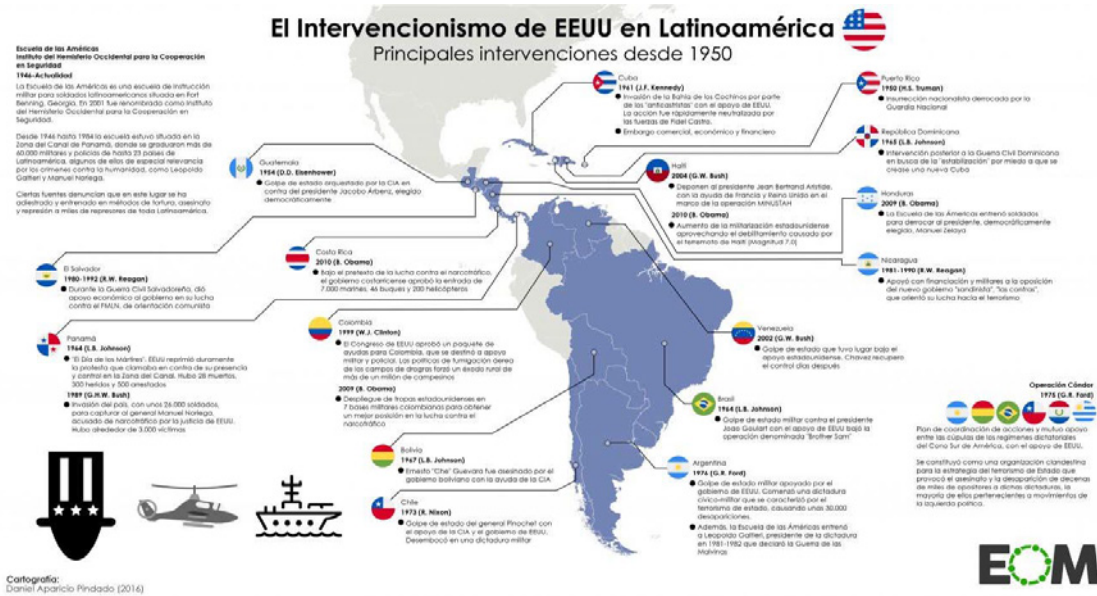 El Intervencionismo de EEUU en Latinoamérica
Principales intervenciones desde 1950
Escuela de las Américas
Instituto del Hemisferio Occidental para la Cooperación
en Seguridad
1946-Actualidad
La Escuela de las Américas es una escuela de instrucción
militar para soldados latinoamericanos situada en Fort
Benning, Georgia. En 2001 fue renombrado como Instituto
del Hemisferio Occidental para la Cooperación en
Seguridad.
Desde 1946 hasta 1984 la escuela estuvo situada en la
Zona del Canal de Panamá, donde se graduaron más de
60.000 militares y policías de hasta 23 países de
Latinoamérica, algunos de ellos de especial relevancia
por los crímenes contra la humanidad, como Leopoldo
Galtieri y Manuel Noriega.
Ciertas fuentes denuncian que en este lugar se ha
adiestrado y entrenado en métodos de tortura, asesinato
y represión a miles de represores de toda Latinoamérica.
Cuba
1961 (J.F. Kennedy)
● Invasión de la Bahía de los Cochinos por parte
de los "anticastristas" con el apoyo de EEUU.
La acción fue rápidamente neutralizada por
las fuerzas de Fidel Castro.
● Embargo comercial, económico y financiero
Puerto Rico
1950 (H.S. Truman)
● Insurrección nacionalista derrocada por la
Guardia Nacional
República Dominicana
1965 (L.B. Johnson)
● Intervención posterior a la Guerra Civil Dominicana
en busca de la "estabilización" por miedo a que se
crease una nueva Cuba
Guatemala
1954 (D.D. Eisenhower)
● Golpe de estado orquestado por la CIA en
contra del presidente Jacobo Árbenz, elegido
democráticamente
Haití
2004 (G.W. Bush)
● Deponen al presidente Jean Bertrand Aristide,
con la ayuda de Francia y Reino Unido en el
marco de la operación MINUSTAH
2010 (B. Obama)
● Aumento de la militarización estadounidense
aprovechando el debilitamiento causado por
el terremoto de Haití (Magnitud 7.0)
Honduras
2009 (B. Obama)
● La Escuela de las Américas entrenó soldados
para derrocar al presidente, democráticamente
elegido, Manuel Zelaya
Costa Rica
2010 (B. Obama)
● Bajo el pretexto de la lucha contra el narcotráfico,
el gobierno costarricense aprobó la entrada de
7.000 marines, 46 buques y 200 helicópteros
El Salvador
1980-1992 (R.W. Reagan)
● Durante la Guerra Civil Salvadoreña, dió
apoyo económico al gobierno en su lucha
contra el FMLN, de orientación comunista
Nicaragua
1981-1990 (R.W. Reagan)
● Apoyó con financiación y militares a la oposición
del nuevo gobierno "sandinista", "las contras",
que orientó su lucha hacia el terrorismo
Panamá
1964 (L.B. Johnson)
● "El Día de los Mártires". EEUU reprimió duramente
la protesta que clamaba en contra de su presencia
y control en la Zona del Canal. Hubo 28 muertos,
300 heridos y 500 arrestados
1989 (G.H.W. Bush)
● Invasión del país, con unos 26.000 soldados,
para capturar al general Manuel Noriega,
acusado de narcotráfico por la justicia de EEUU.
Hubo alrededor de 3.000 víctimas
Colombia
1999 (W.J. Clinton)
● El Congreso de EEUU aprobó un paquete de
ayudas para Colombia, que se destinó a apoyo
militar y policial. Las políticas de fumigación aérea
de los campos de drogas forzó un éxodo rural de
más de un millón de campesinos
2009 (B. Obama)
● Despliegue de tropas estadounidenses en
7 bases militares colombianas para obtener
un mejor posición en la lucha contra el
narcotráfico
Venezuela
2002 (G.W. Bush)
● Golpe de estado que tuvo lugar bajo el
apoyo estadounidense. Chavez recupero
el control días después
Brasil
1964 (L.B. Johnson)
● Golpe de estado militar contra el presidente
Joao Goulart con el apoyo de EEUU bajó la
operación denominada "Brother Sam"
Operación Cóndor
1975 (G.R. Ford)
Plan de coordinación de acciones y mutuo apoyo
entre las cúpulas de los regímenes dictatoriales
del Cono Sur de América, con el apoyo de EEUU.
Se constituyó como una organización clandestina
para la estrategia del terrorismo de Estado que
provocó el asesinato y la desaparición de decenas
de miles de opositores a dichas dictaduras, la
mayoría de ellos pertenecientes a movimientos de
la izquierda política.
Bolivia
1967 (L.B. Johnson)
● Ernesto "Che" Guevara fue asesinado por el
gobierno boliviano con la ayuda de la CIA
Chile
1973 (R. Nixon)
● Golpe de estado del general Pinochet con
el apoyo de la CIA y el gobierno de EEUU.
Desembocó en una dictadura militar
Argentina
1976 (G.R. Ford)
● Golpe de estado militar apoyado por el
gobierno de EEUU. Comenzó una dictadura
cívico-militar que se caracterizó por el
terrorismo de estado, causando unas 30.000
desapariciones.
● Además, la Escuela de las Américas entrenó
a Leopoldo Galtieri, presidente de la dictadura
en 1981-1982 que declaró la Guerra de las
Malvinas
EOM
Cartografía:
Daniel Aparicio Pindado (2016)